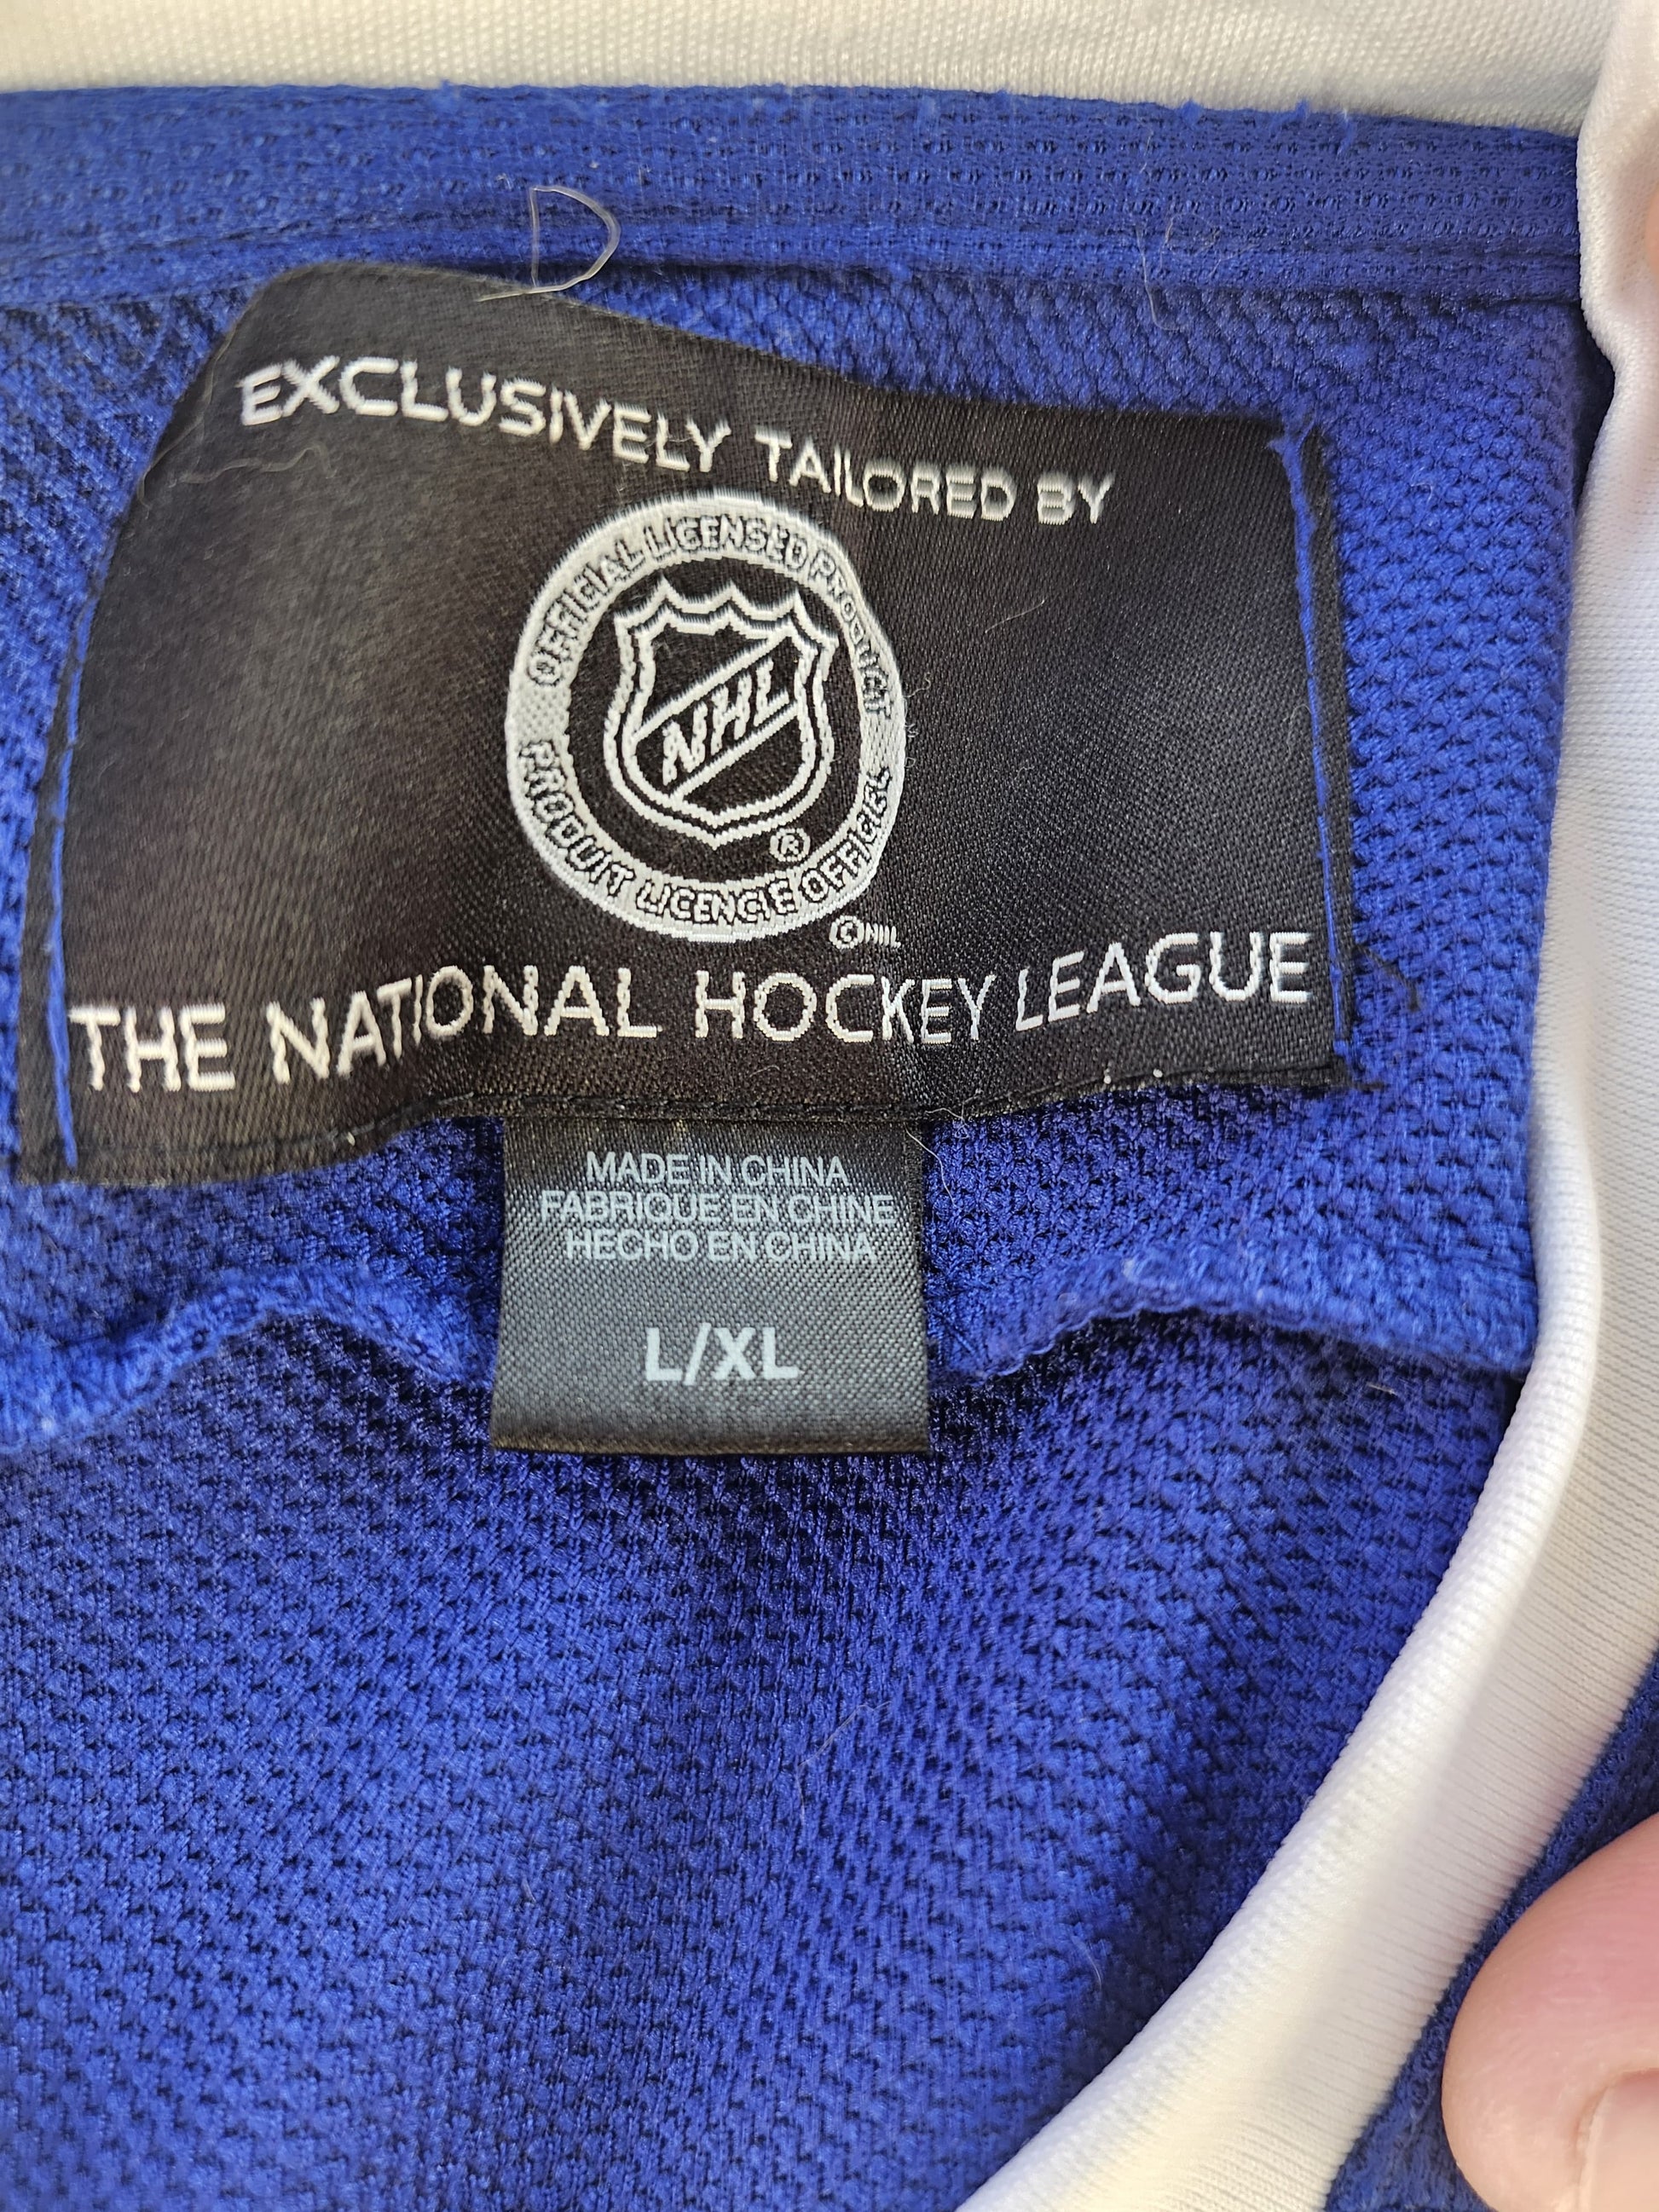 EXCLUSIVELY TAILORED BY
OFFICIAL LICENSED PRODUCT
NHL
®
PRODUIT LICENCIE OFFICIEL
©NHL
THE NATIONAL HOCKEY LEAGUE
MADE IN CHINA
FABRIQUE EN CHINE
HECHO EN CHINA
L/XL